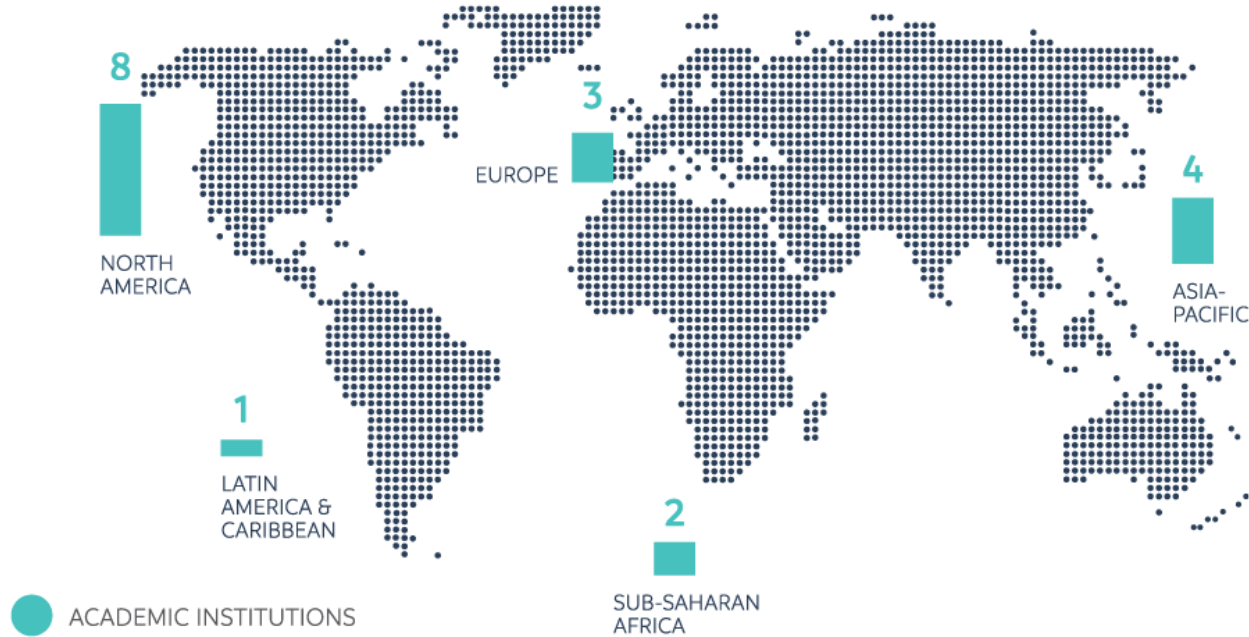 8
NORTH
AMERICA
3
EUROPE
4
ASIA-
PACIFIC
1
LATIN
AMERICA &
CARIBBEAN
2
SUB-SAHARAN
AFRICA
ACADEMIC INSTITUTIONS